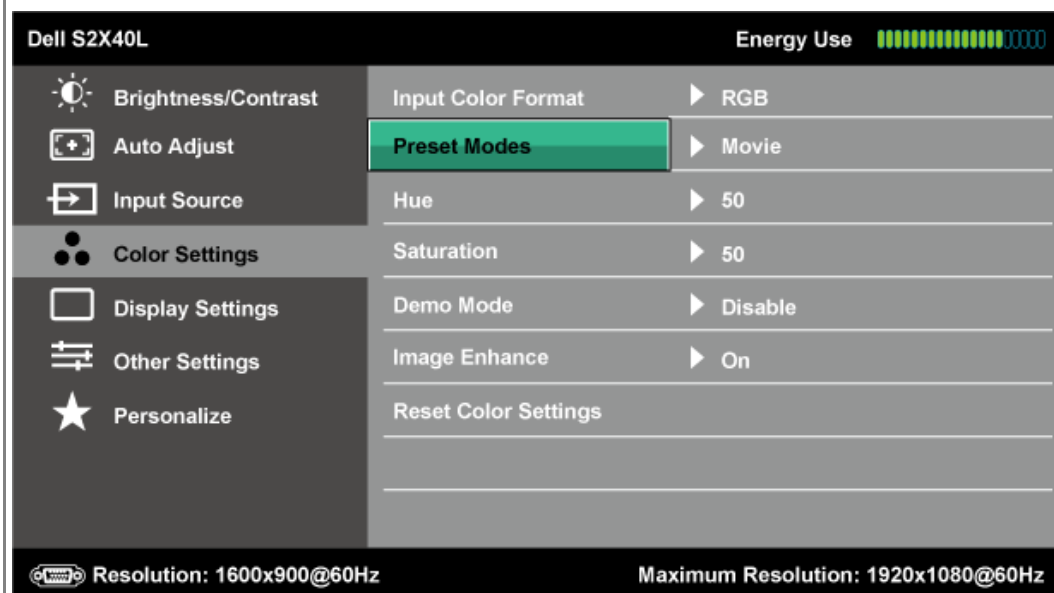 Dell S2X40L Energy Use
Brightness/Contrast Input Color Format RGB
Auto Adjust Preset Modes Movie
Input Source Hue 50
Color Settings Saturation 50
Display Settings Demo Mode Disable
Other Settings Image Enhance On
Personalize Reset Color Settings
Resolution: 1600x900@60Hz Maximum Resolution: 1920x1080@60Hz